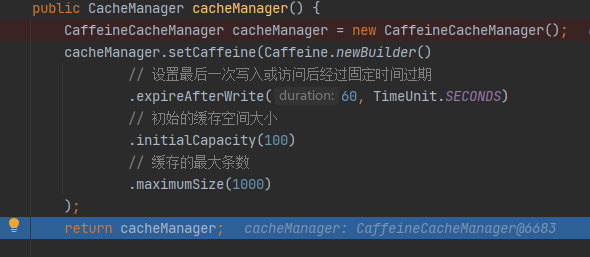 public CacheManager cacheManager() {
CaffeineCacheManager cacheManager = new CaffeineCacheManager();
cacheManager.setCaffeine(Caffeine.newBuilder()
// 设置最后一次写入或访问后经过固定时间过期
.expireAfterWrite( duration: 60, TimeUnit.SECONDS)
// 初始的缓存空间大小
.initialCapacity(100)
// 缓存的最大条数
.maximumSize(1000)
);
return cacheManager; cacheManager: CaffeineCacheManager@6683